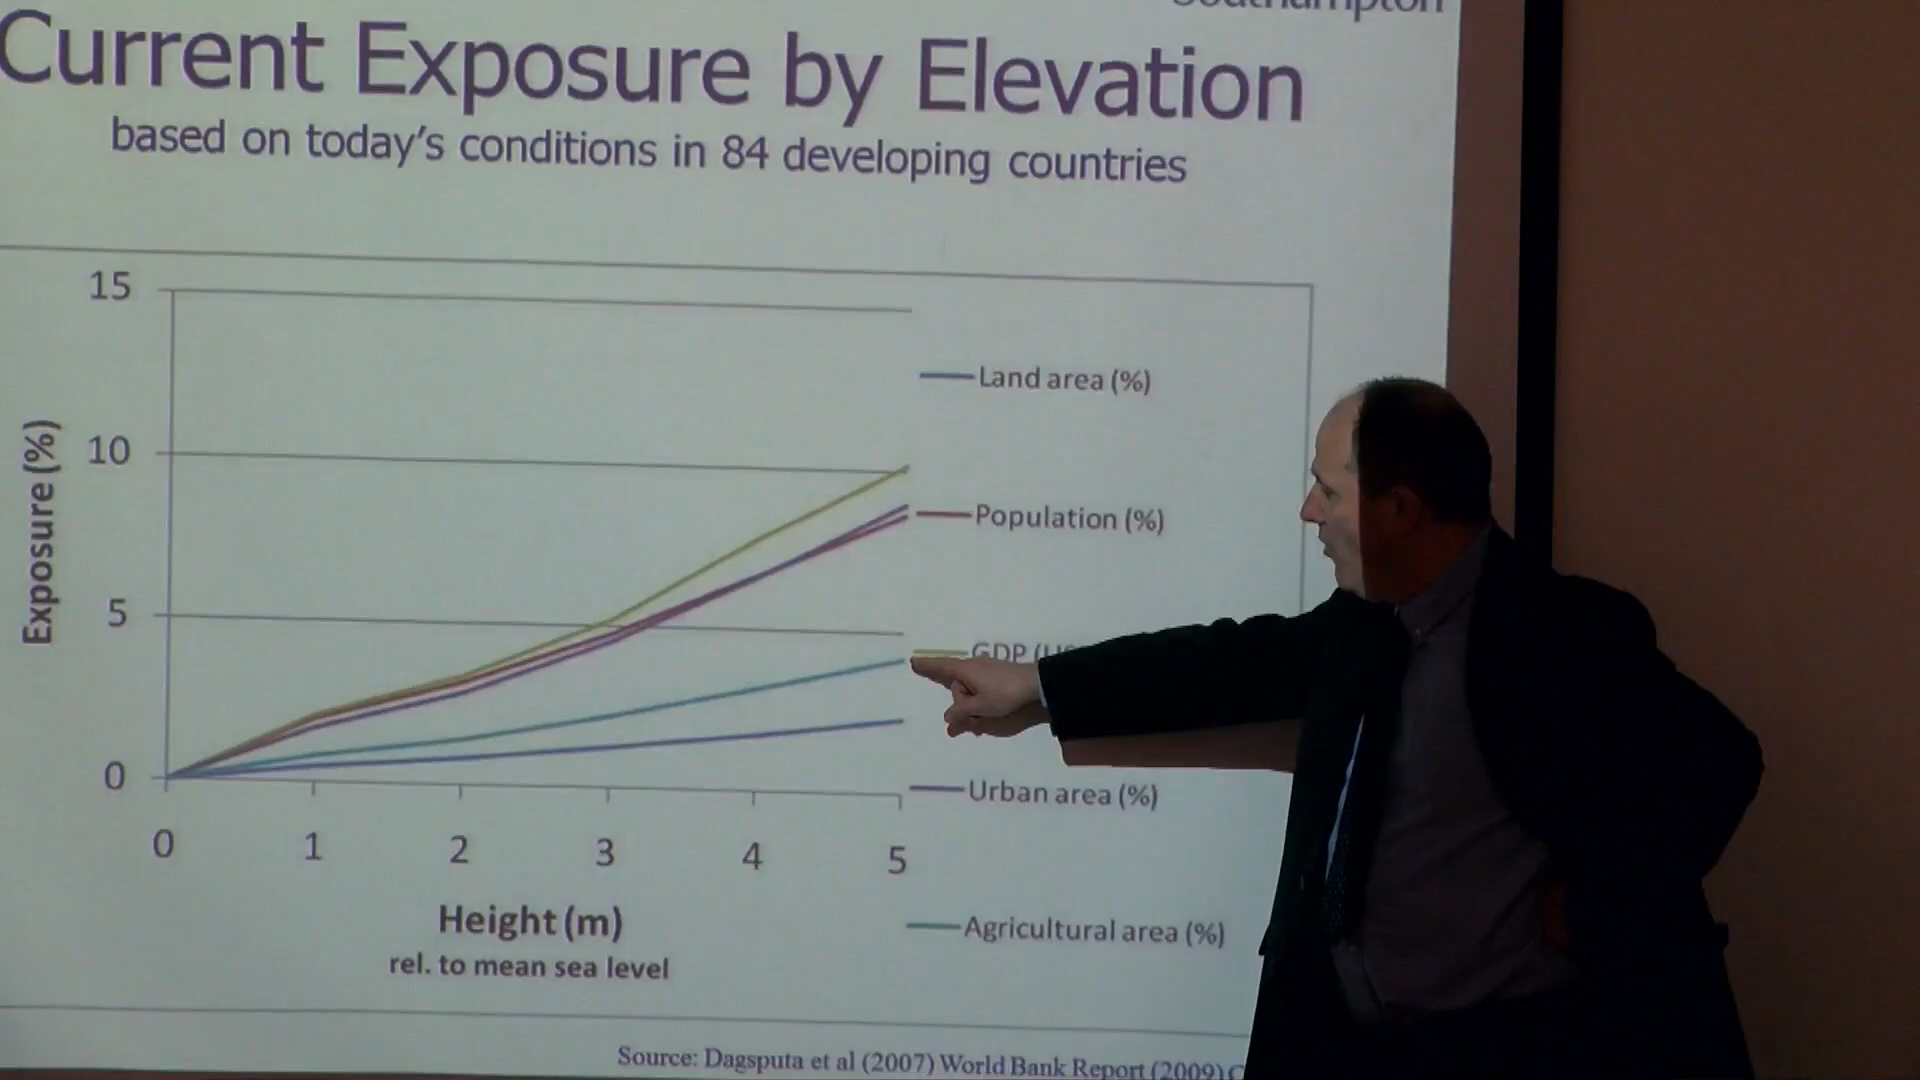 Southampton
Current Exposure by Elevation
based on today's conditions in 84 developing countries
15
10
5
0
Exposure (%)
0 1 2 3 4 5
Height (m)
rel. to mean sea level
Land area (%)
Population (%)
GDP
Urban area (%)
Agricultural area (%)
Source: Dagsputa et al (2007) World Bank Report (2009)